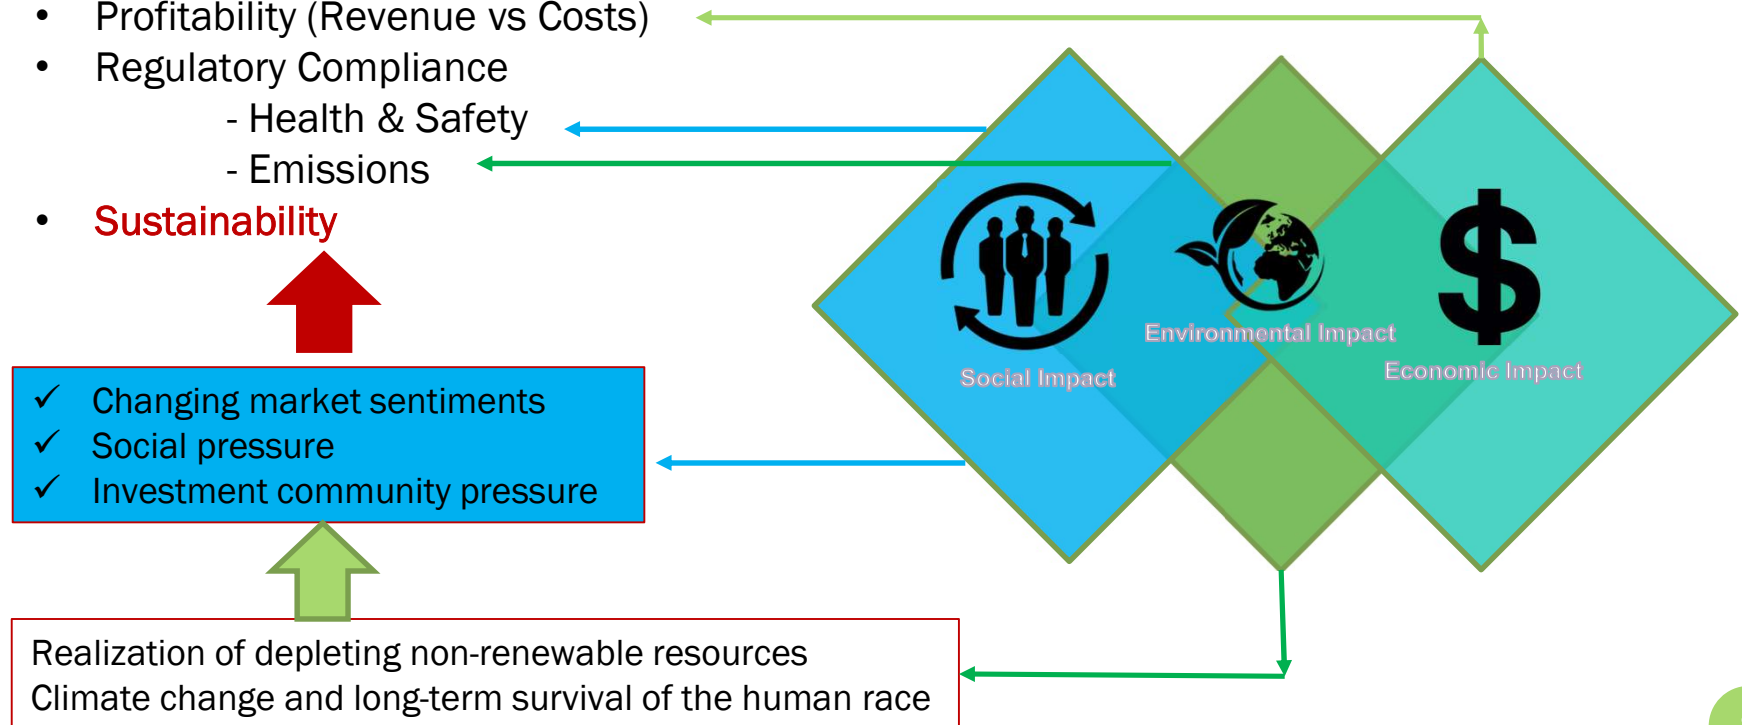 • Profitability (Revenue vs Costs)
• Regulatory Compliance
- Health & Safety
- Emissions
• Sustainability
✓ Changing market sentiments
✓ Social pressure
✓ Investment community pressure
Realization of depleting non-renewable resources
Climate change and long-term survival of the human race
Social Impact
Environmental Impact
$
Economic Impact